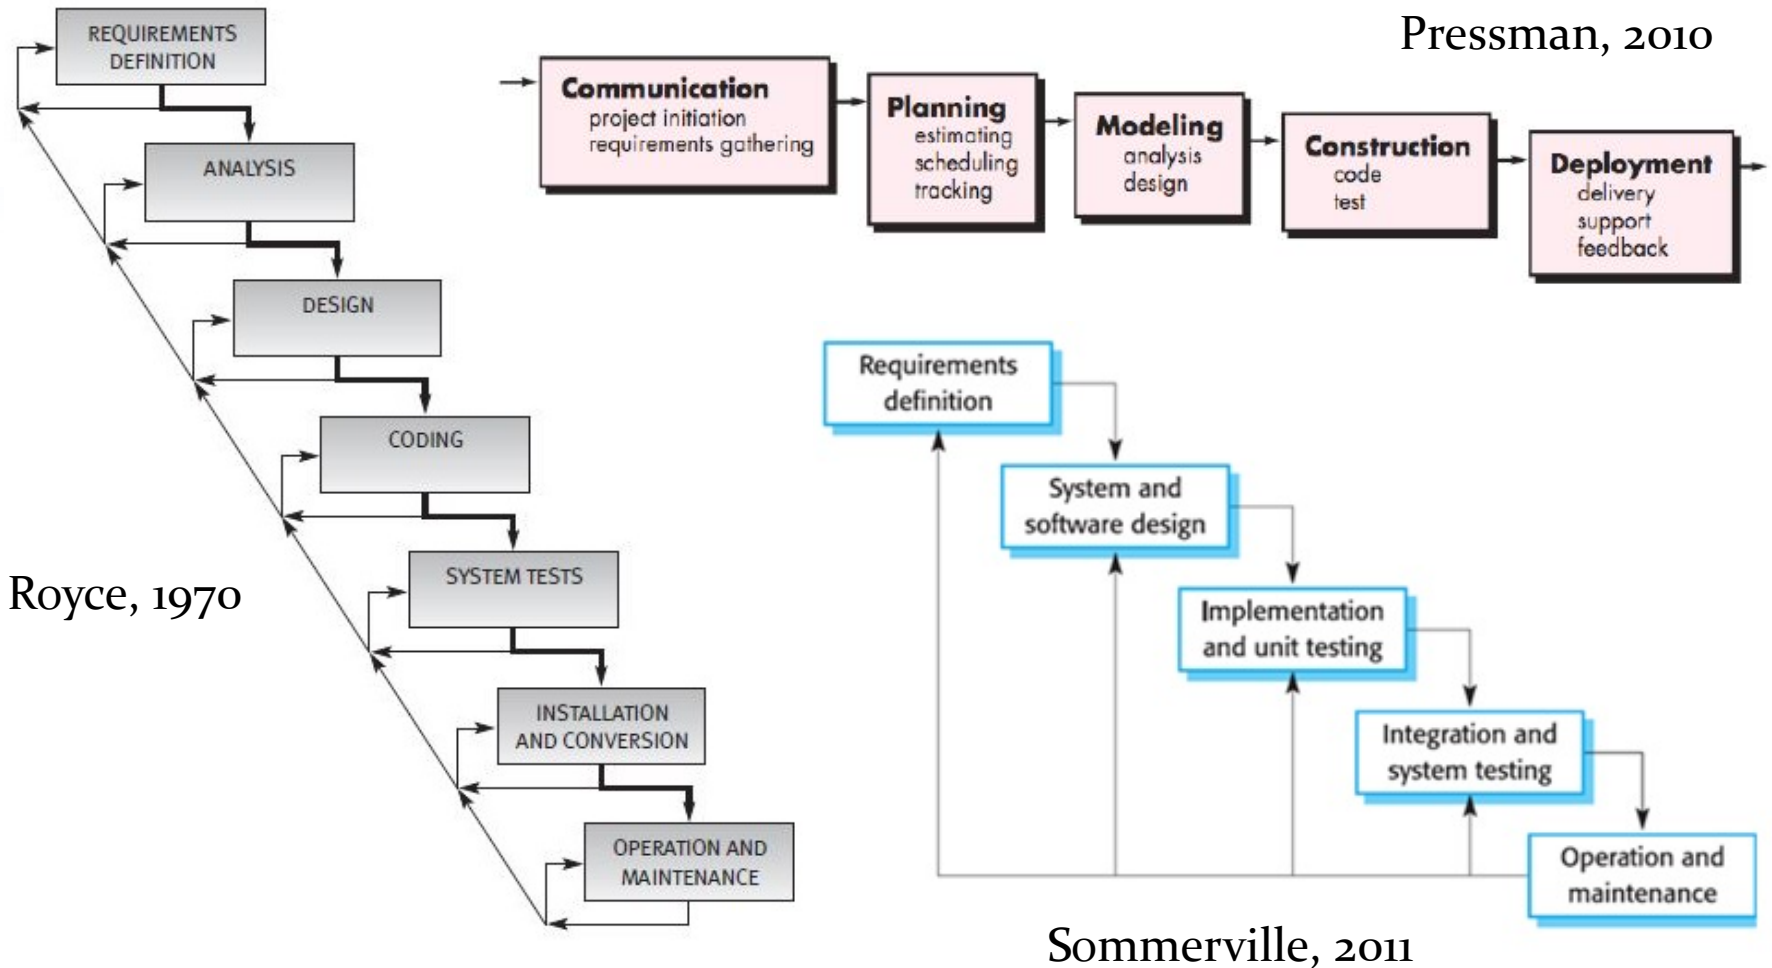 REQUIREMENTS
DEFINITION
ANALYSIS
DESIGN
CODING
SYSTEM TESTS
INSTALLATION
AND CONVERSION
OPERATION AND
MAINTENANCE
Royce, 1970
Pressman, 2010
Communication
project initiation
requirements gathering
Planning
estimating
scheduling
tracking
Modeling
analysis
design
Construction
code
test
Deployment
delivery
support
feedback
Requirements
definition
System and
software design
Implementation
and unit testing
Integration and
system testing
Operation and
maintenance
Sommerville, 2011